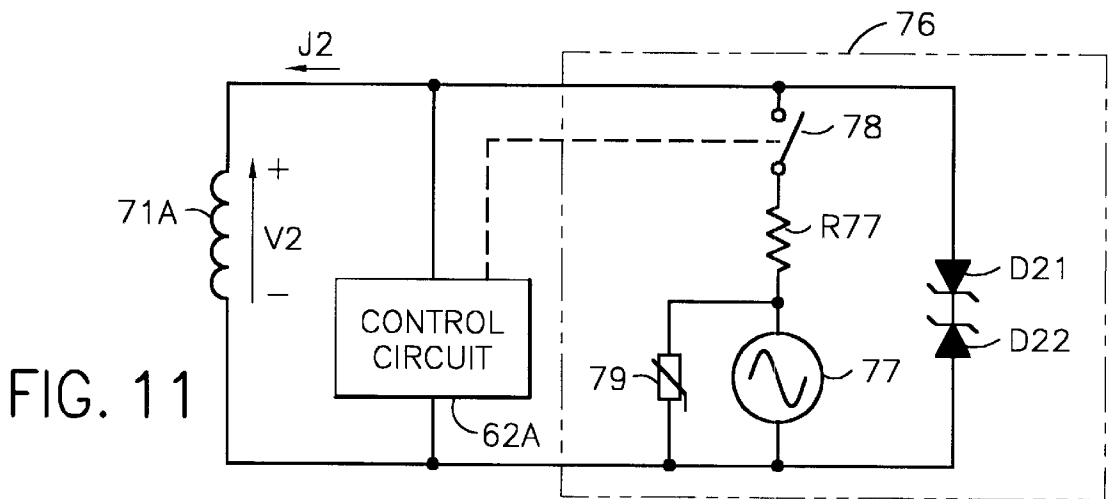 76
J2
78
71A
+
V2
−
R77
D21
CONTROL
CIRCUIT
79
77
D22
62A
FIG. 11